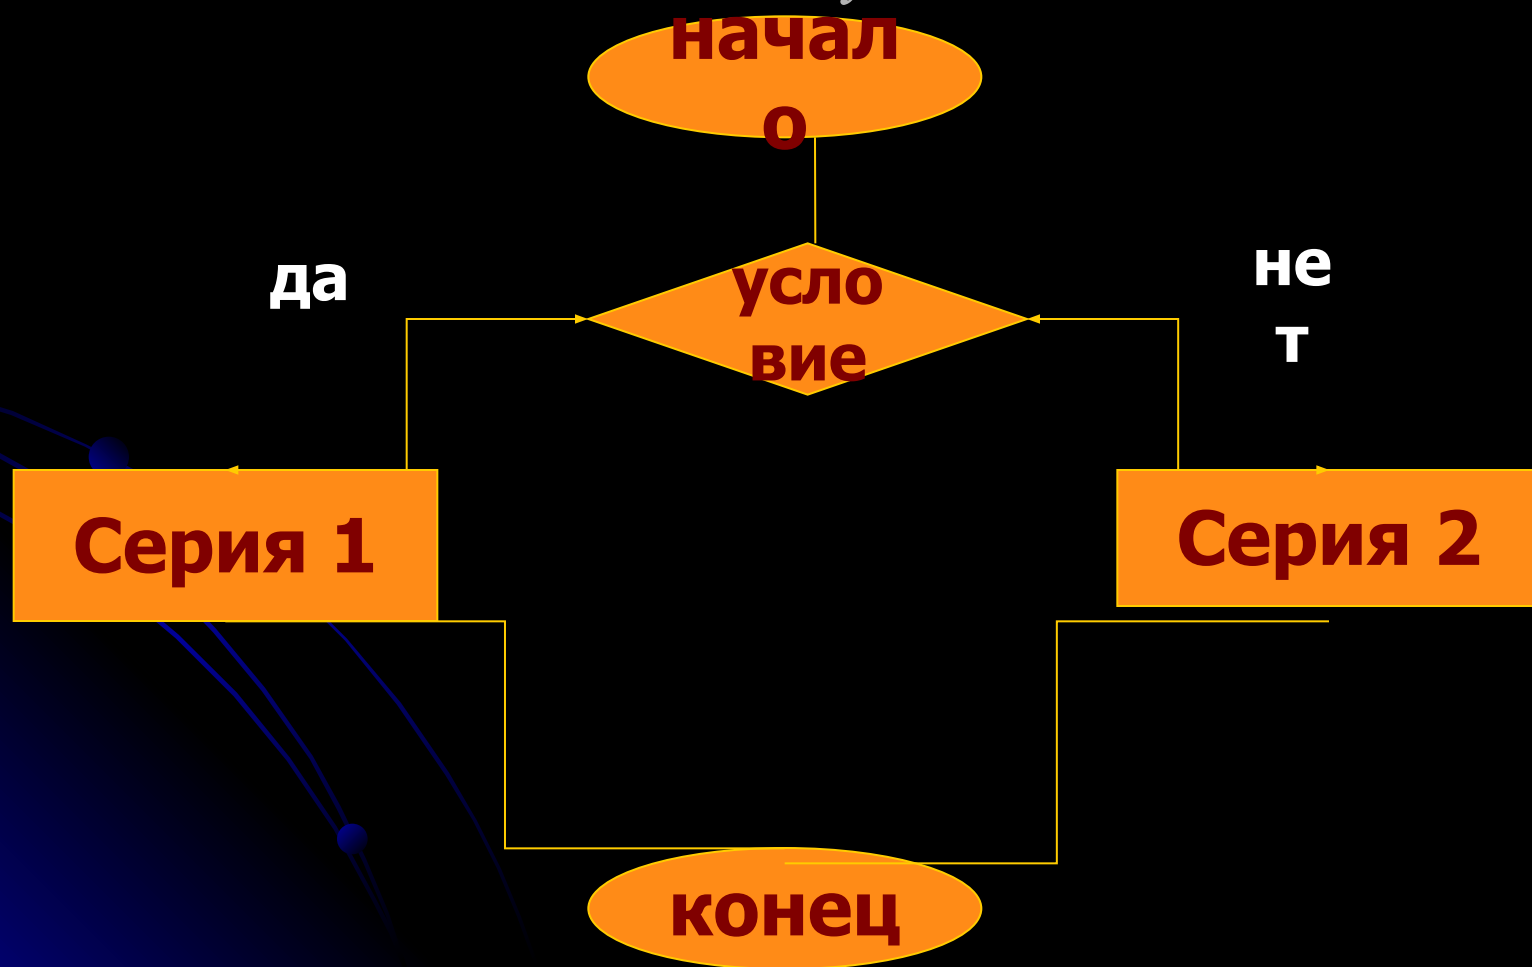 начал
о
да
усло
вие
не
т
Серия 1
Серия 2
конец